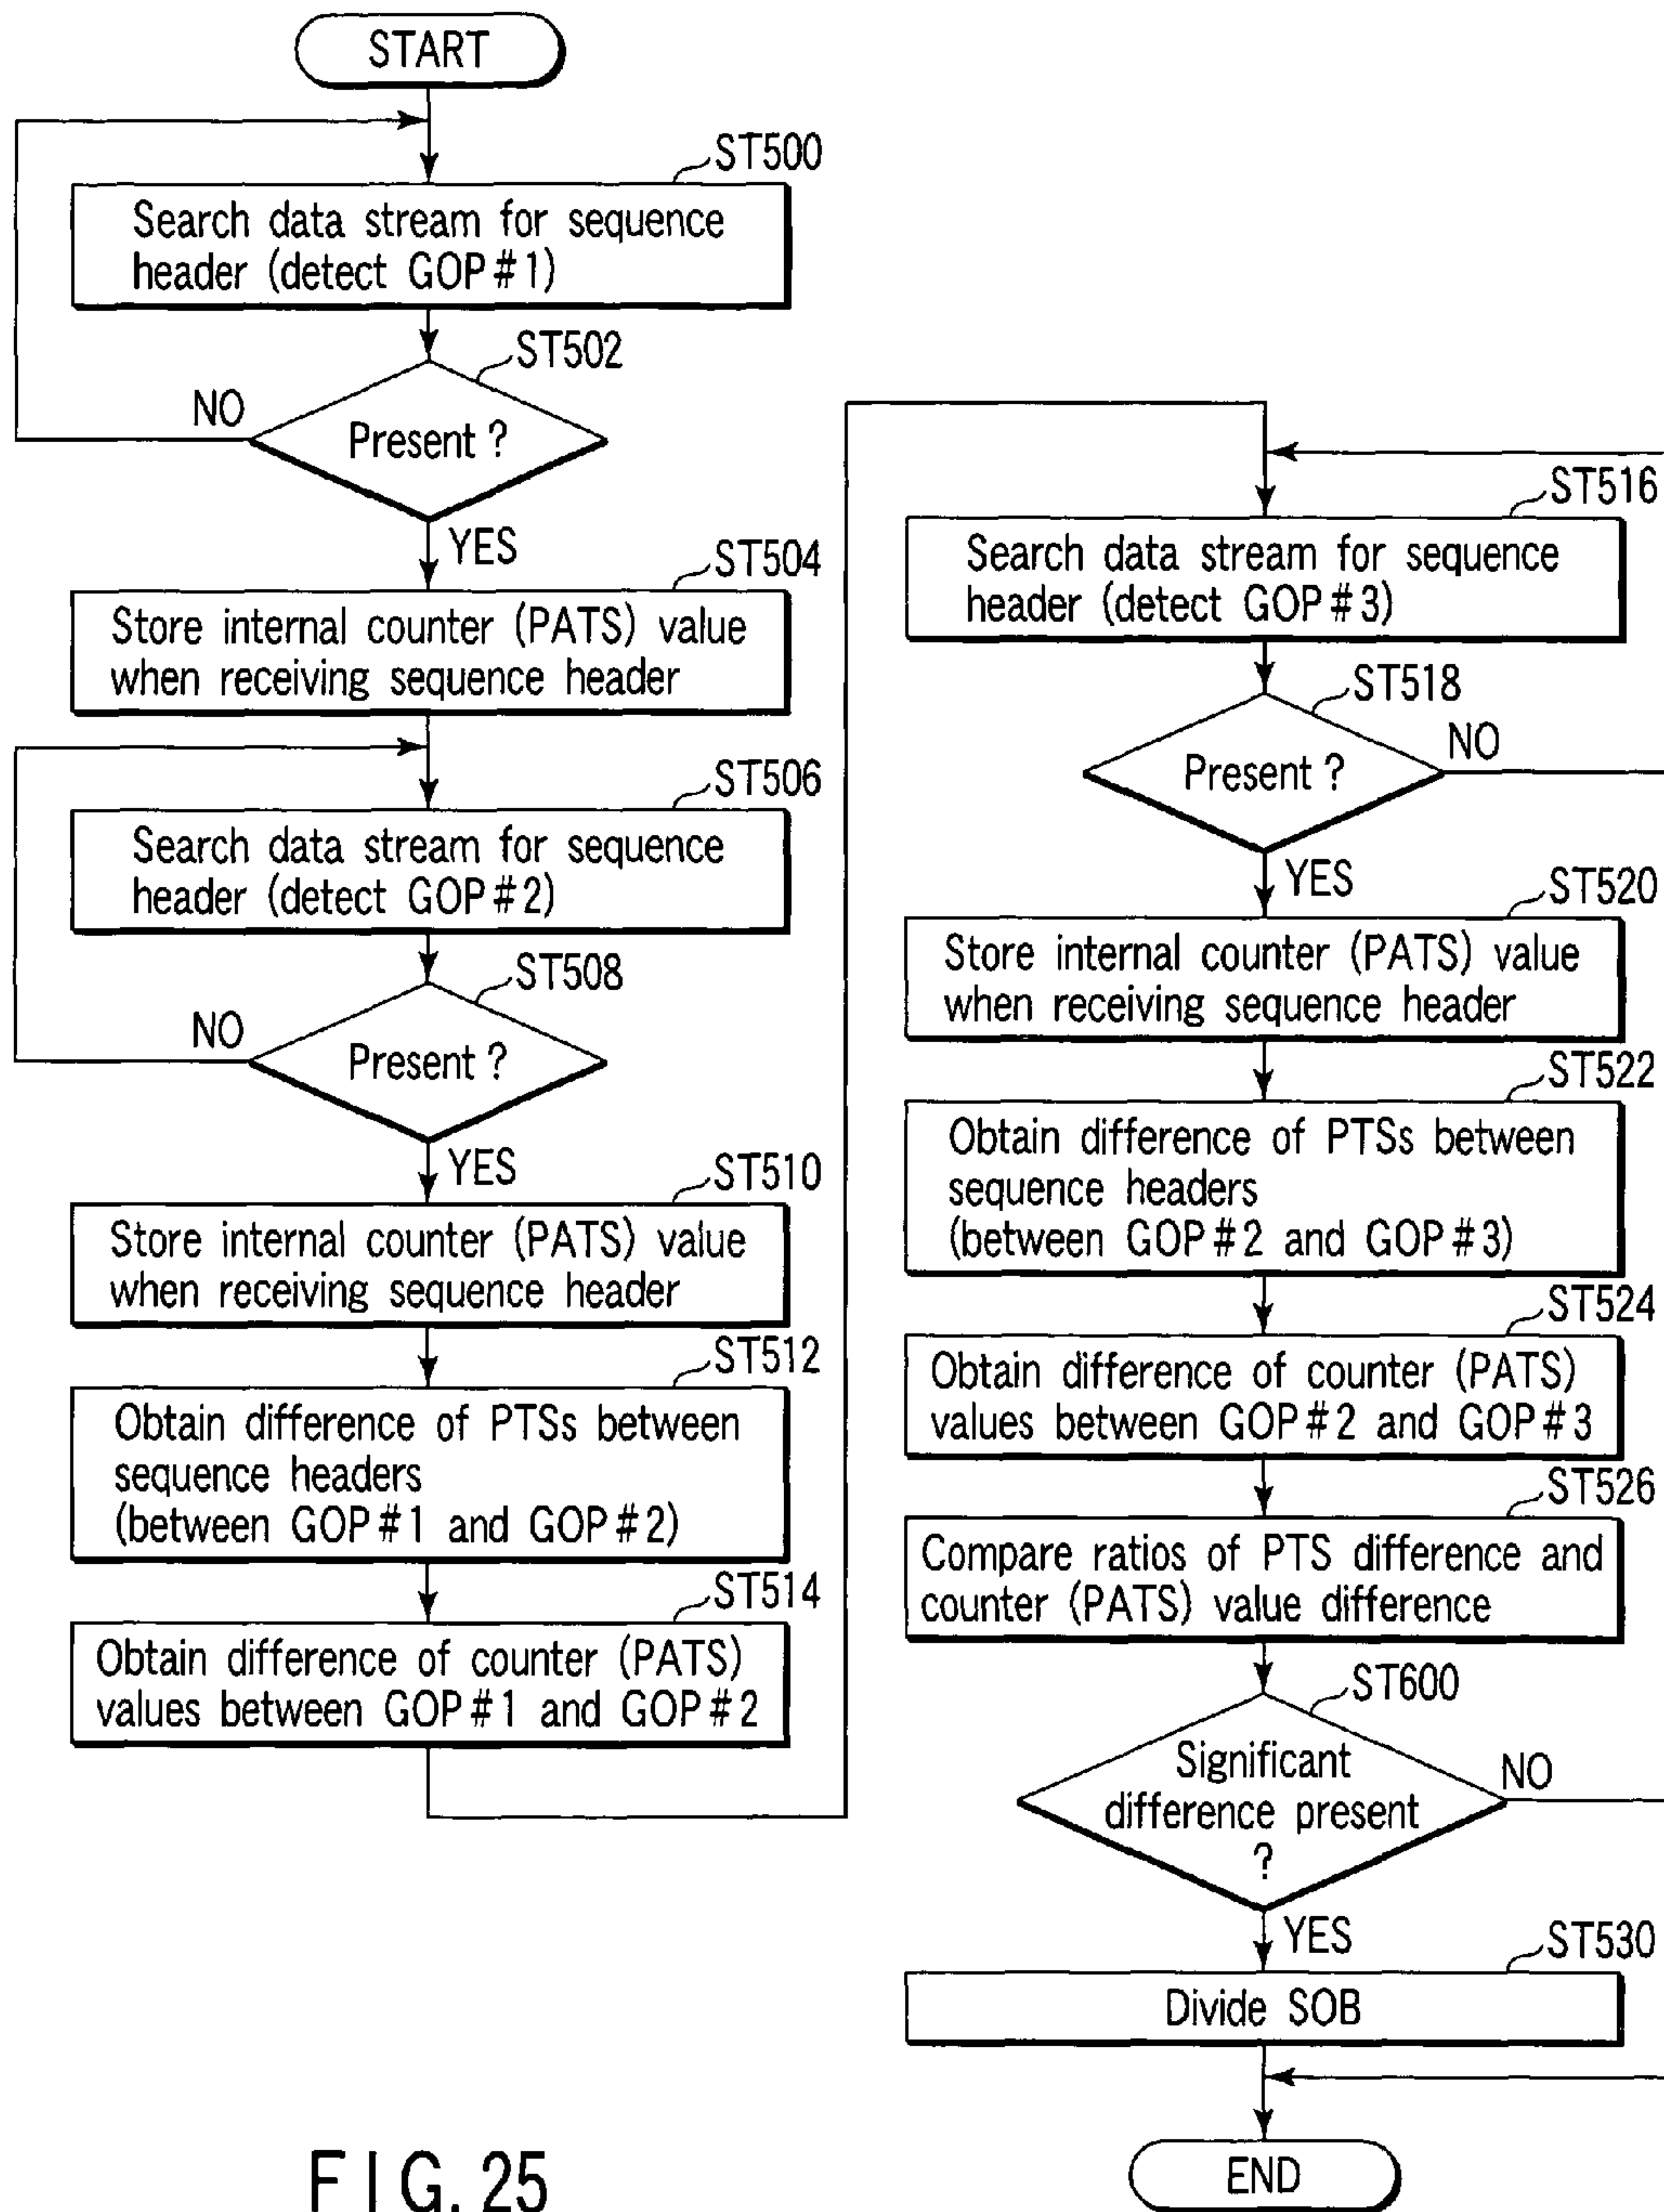 START
ST500
Search data stream for sequence
header (detect GOP#1)
ST502
NO
Present ?
YES
ST504
Store internal counter (PATS) value
when receiving sequence header
ST506
Search data stream for sequence
header (detect GOP#2)
ST508
NO
Present ?
YES
ST510
Store internal counter (PATS) value
when receiving sequence header
ST512
Obtain difference of PTSs between
sequence headers
(between GOP#1 and GOP#2)
ST514
Obtain difference of counter (PATS)
values between GOP#1 and GOP#2
ST516
Search data stream for sequence
header (detect GOP#3)
ST518
Present ?
NO
YES
ST520
Store internal counter (PATS) value
when receiving sequence header
ST522
Obtain difference of PTSs between
sequence headers
(between GOP#2 and GOP#3)
ST524
Obtain difference of counter (PATS)
values between GOP#2 and GOP#3
ST526
Compare ratios of PTS difference and
counter (PATS) value difference
ST600
Significant
difference present
?
NO
YES
ST530
Divide SOB
END
FIG. 25